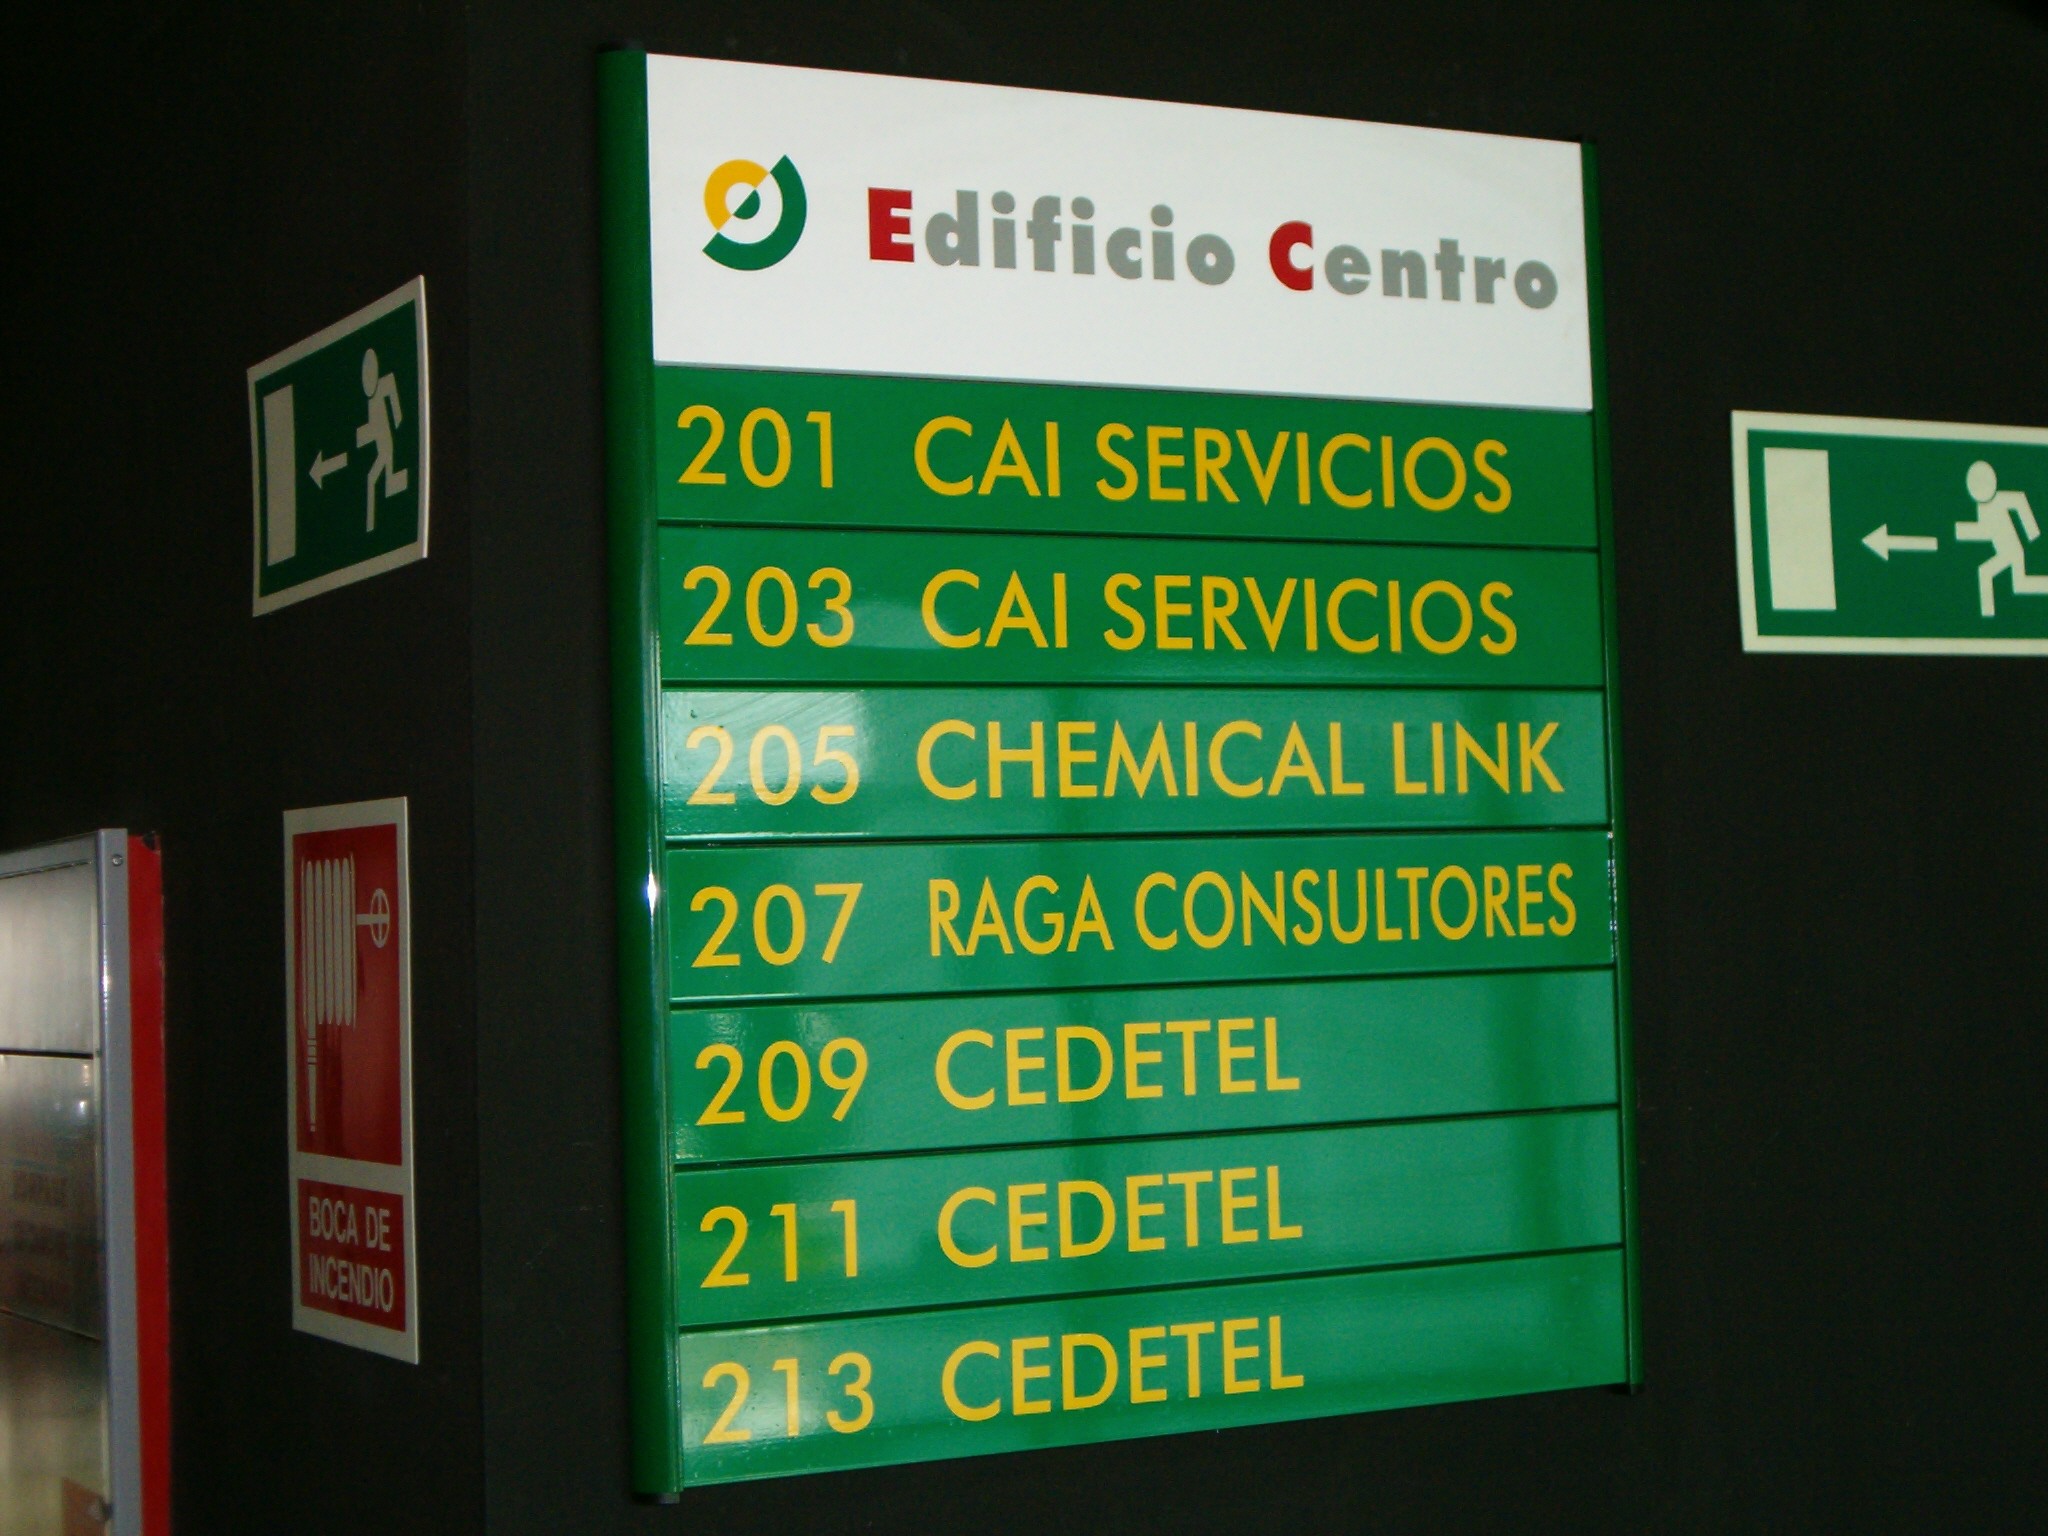 Edificio Centro
201 CAI SERVICIOS
203 CAI SERVICIOS
205 CHEMICAL LINK
207 RAGA CONSULTORES
209 CEDETEL
211 CEDETEL
213 CEDETEL
BOCA DE
INCENDIO